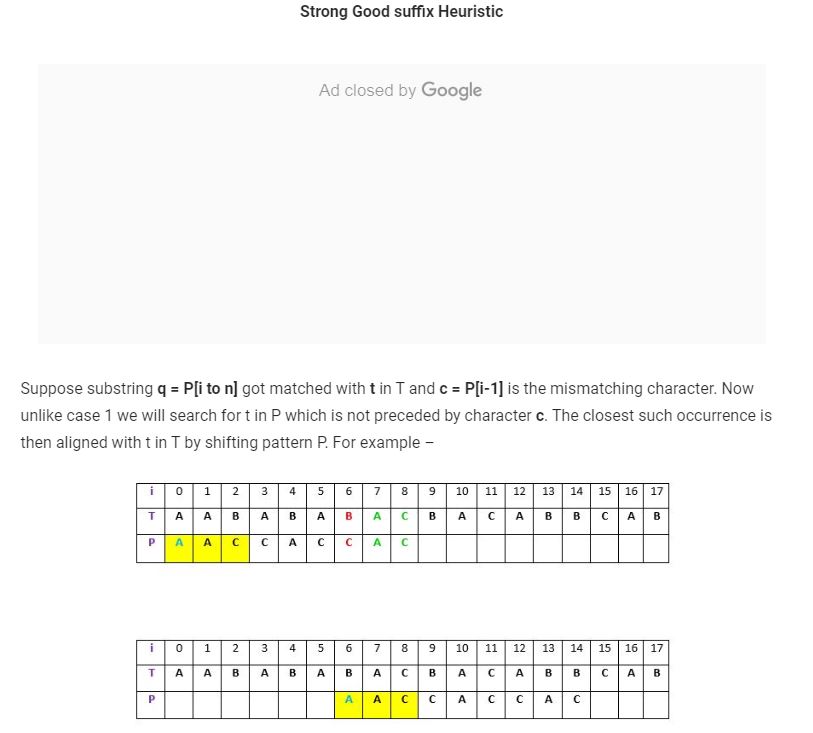 Strong Good suffix Heuristic
Ad closed by Google
Suppose substring q = P[i to n] got matched with t in T and c = P[i-1] is the mismatching character. Now
unlike case 1 we will search for t in P which is not preceded by character c. The closest such occurrence is
then aligned with t in T by shifting pattern P. For example –
i 0 1 2 3 4 5 6 7 8 9 10 11 12 13 14 15 16 17
T A A B A B A B A C B A C A B B C A B
P A A C C A C C A C
i 0 1 2 3 4 5 6 7 8 9 10 11 12 13 14 15 16 17
T A A B A B A B A C B A C A B B C A B
P A A C C A C C A C